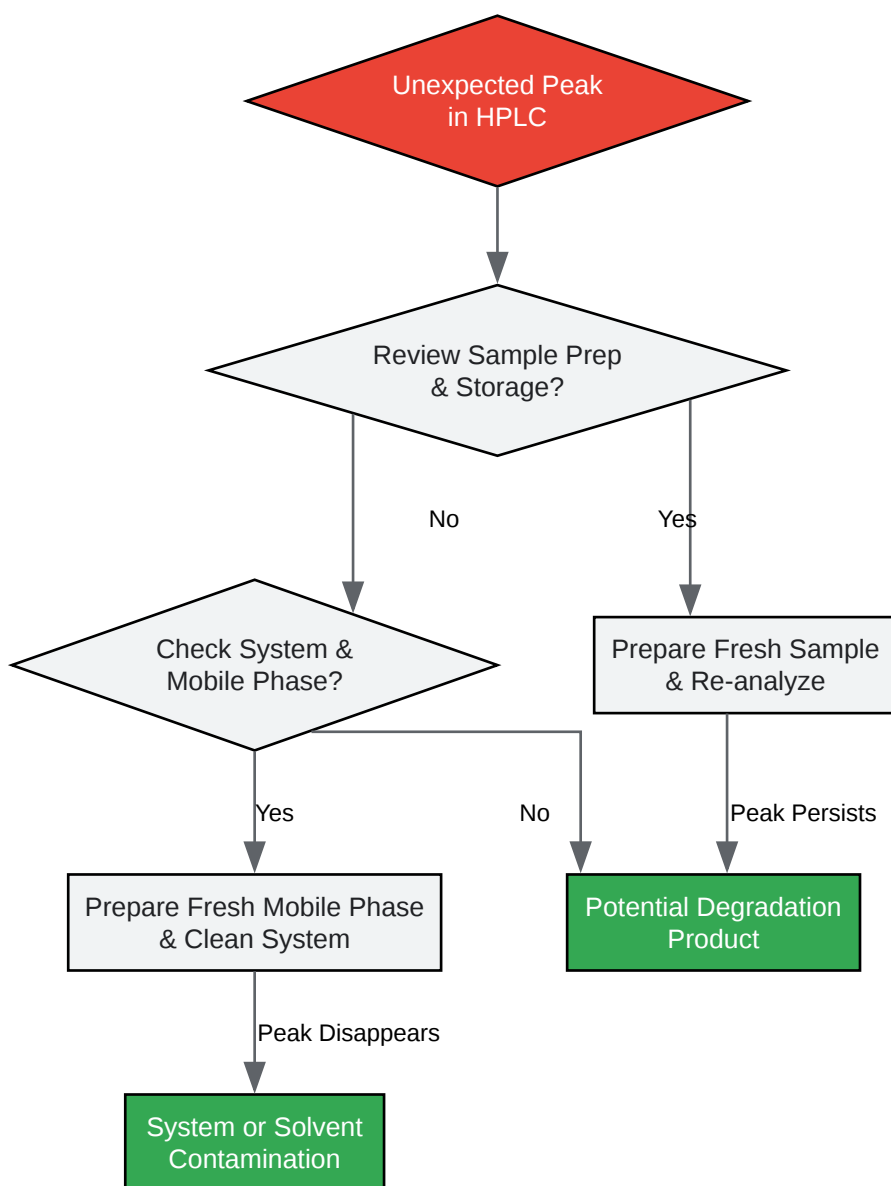 Unexpected Peak
in HPLC
Review Sample Prep
& Storage?
No
Yes
Check System &
Mobile Phase?
Prepare Fresh Sample
& Re-analyze
Yes
No
Peak Persists
Prepare Fresh Mobile Phase
& Clean System
Potential Degradation
Product
Peak Disappears
System or Solvent
Contamination